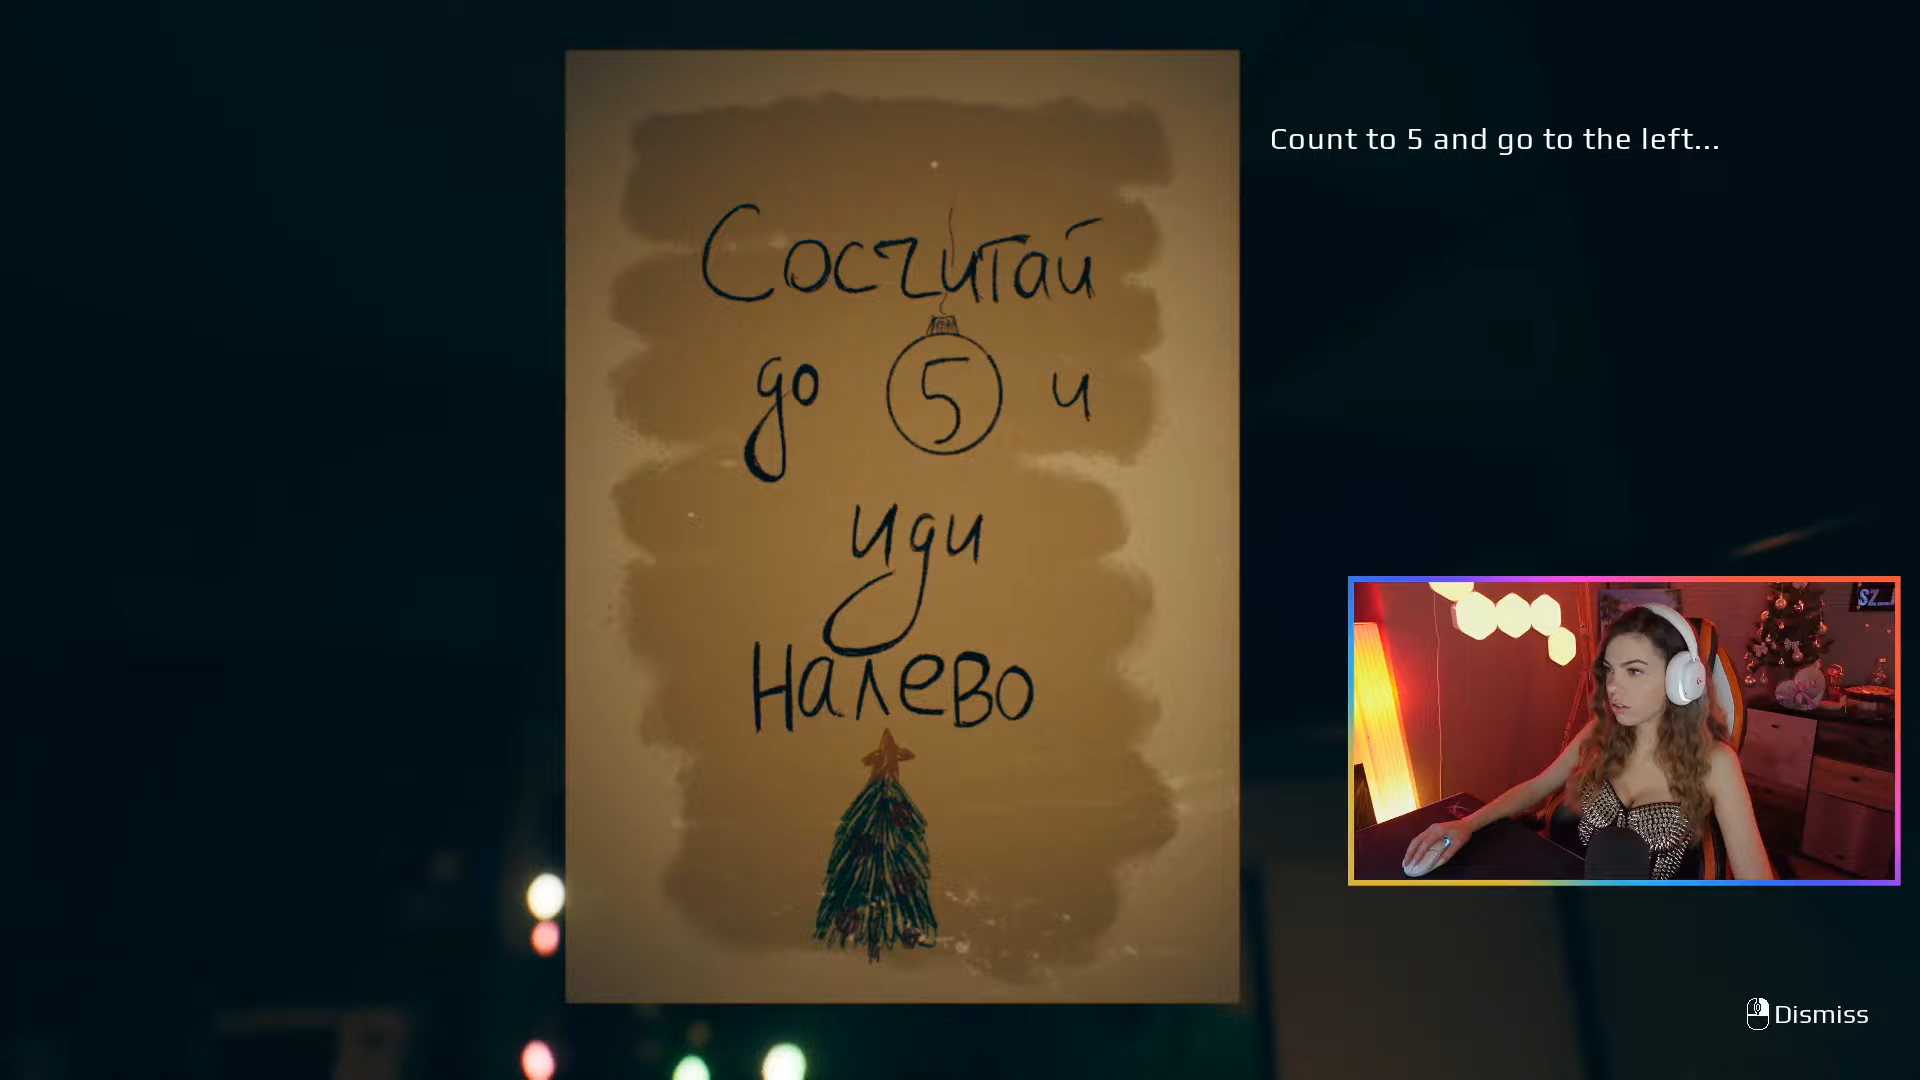 Сосчитай
до 5 и
иди
налево
Count to 5 and go to the left...
Dismiss